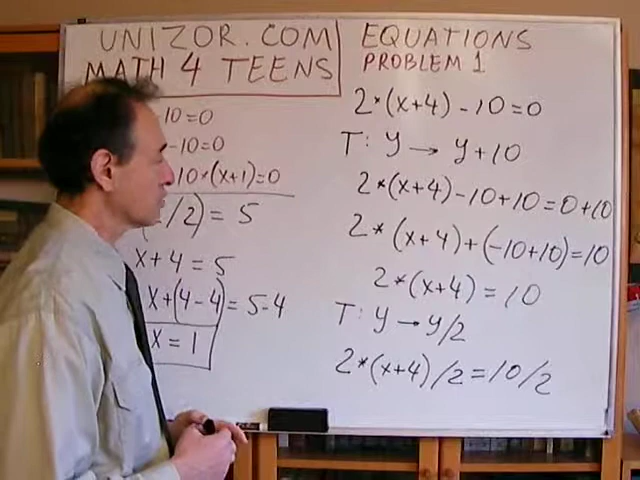 UNIZOR.COM
MATH 4 TEENS
10=0
-10=0
10*(x+1)=0
/2)=5
x+4=5
x+(4-4)=5-4
x=1
EQUATIONS
PROBLEM 1
2*(x+4)-10=0
T: y → y+10
2*(x+4)-10+10=0+10
2*(x+4)+(-10+10)=10
2*(x+4)=10
T: y → y/2
2*(x+4)/2=10/2